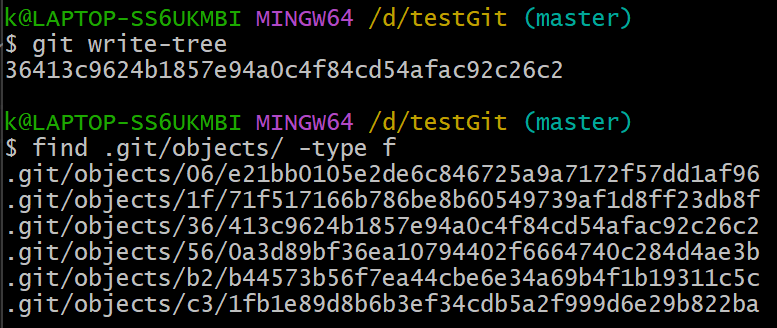 k@LAPTOP-SS6UKMBI MINGW64 /d/testGit (master)
$ git write-tree
36413c9624b1857e94a0c4f84cd54afac92c26c2
k@LAPTOP-SS6UKMBI MINGW64 /d/testGit (master)
$ find .git/objects/ -type f
.git/objects/06/e21bb0105e2de6c846725a9a7172f57dd1af96
.git/objects/1f/71f517166b786be8b60549739af1d8ff23db8f
.git/objects/36/413c9624b1857e94a0c4f84cd54afac92c26c2
.git/objects/56/0a3d89bf36ea10794402f6664740c284d4ae3b
.git/objects/b2/b44573b56f7ea44cbe6e34a69b4f1b19311c5c
.git/objects/c3/1fb1e89d8b6b3ef34cdb5a2f999d6e29b822ba